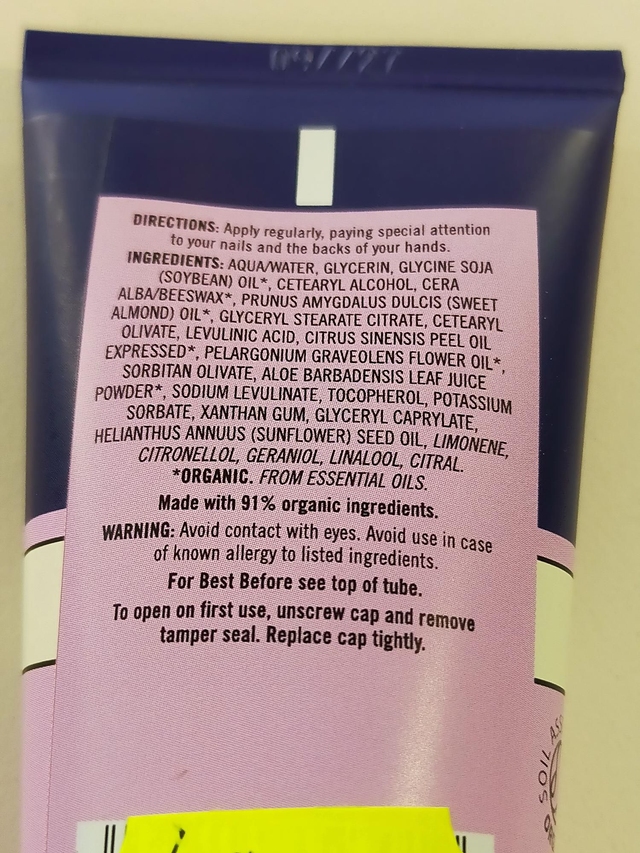 DIRECTIONS: Apply regularly, paying special attention
to your nails and the backs of your hands.
INGREDIENTS: AQUA/WATER, GLYCERIN, GLYCINE SOJA
(SOYBEAN) OIL*, CETEARYL ALCOHOL, CERA
ALBA/BEESWAX*, PRUNUS AMYGDALUS DULCIS (SWEET
ALMOND) OIL*, GLYCERYL STEARATE CITRATE, CETEARYL
OLIVATE, LEVULINIC ACID, CITRUS SINENSIS PEEL OIL
EXPRESSED*, PELARGONIUM GRAVEOLENS FLOWER OIL*,
SORBITAN OLIVATE, ALOE BARBADENSIS LEAF JUICE
POWDER*, SODIUM LEVULINATE, TOCOPHEROL, POTASSIUM
SORBATE, XANTHAN GUM, GLYCERYL CAPRYLATE,
HELIANTHUS ANNUUS (SUNFLOWER) SEED OIL, LIMONENE,
CITRONELLOL, GERANIOL, LINALOOL, CITRAL.
*ORGANIC. FROM ESSENTIAL OILS.
Made with 91% organic ingredients.
WARNING: Avoid contact with eyes. Avoid use in case
of known allergy to listed ingredients.
For Best Before see top of tube.
To open on first use, unscrew cap and remove
tamper seal. Replace cap tightly.
SOIL